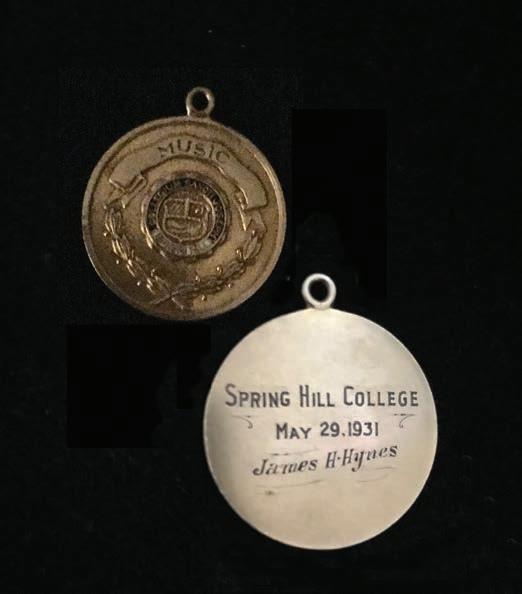 MUSIC
SPRING HILL COLLEGE
MAY 29.1931
James H. Hynes